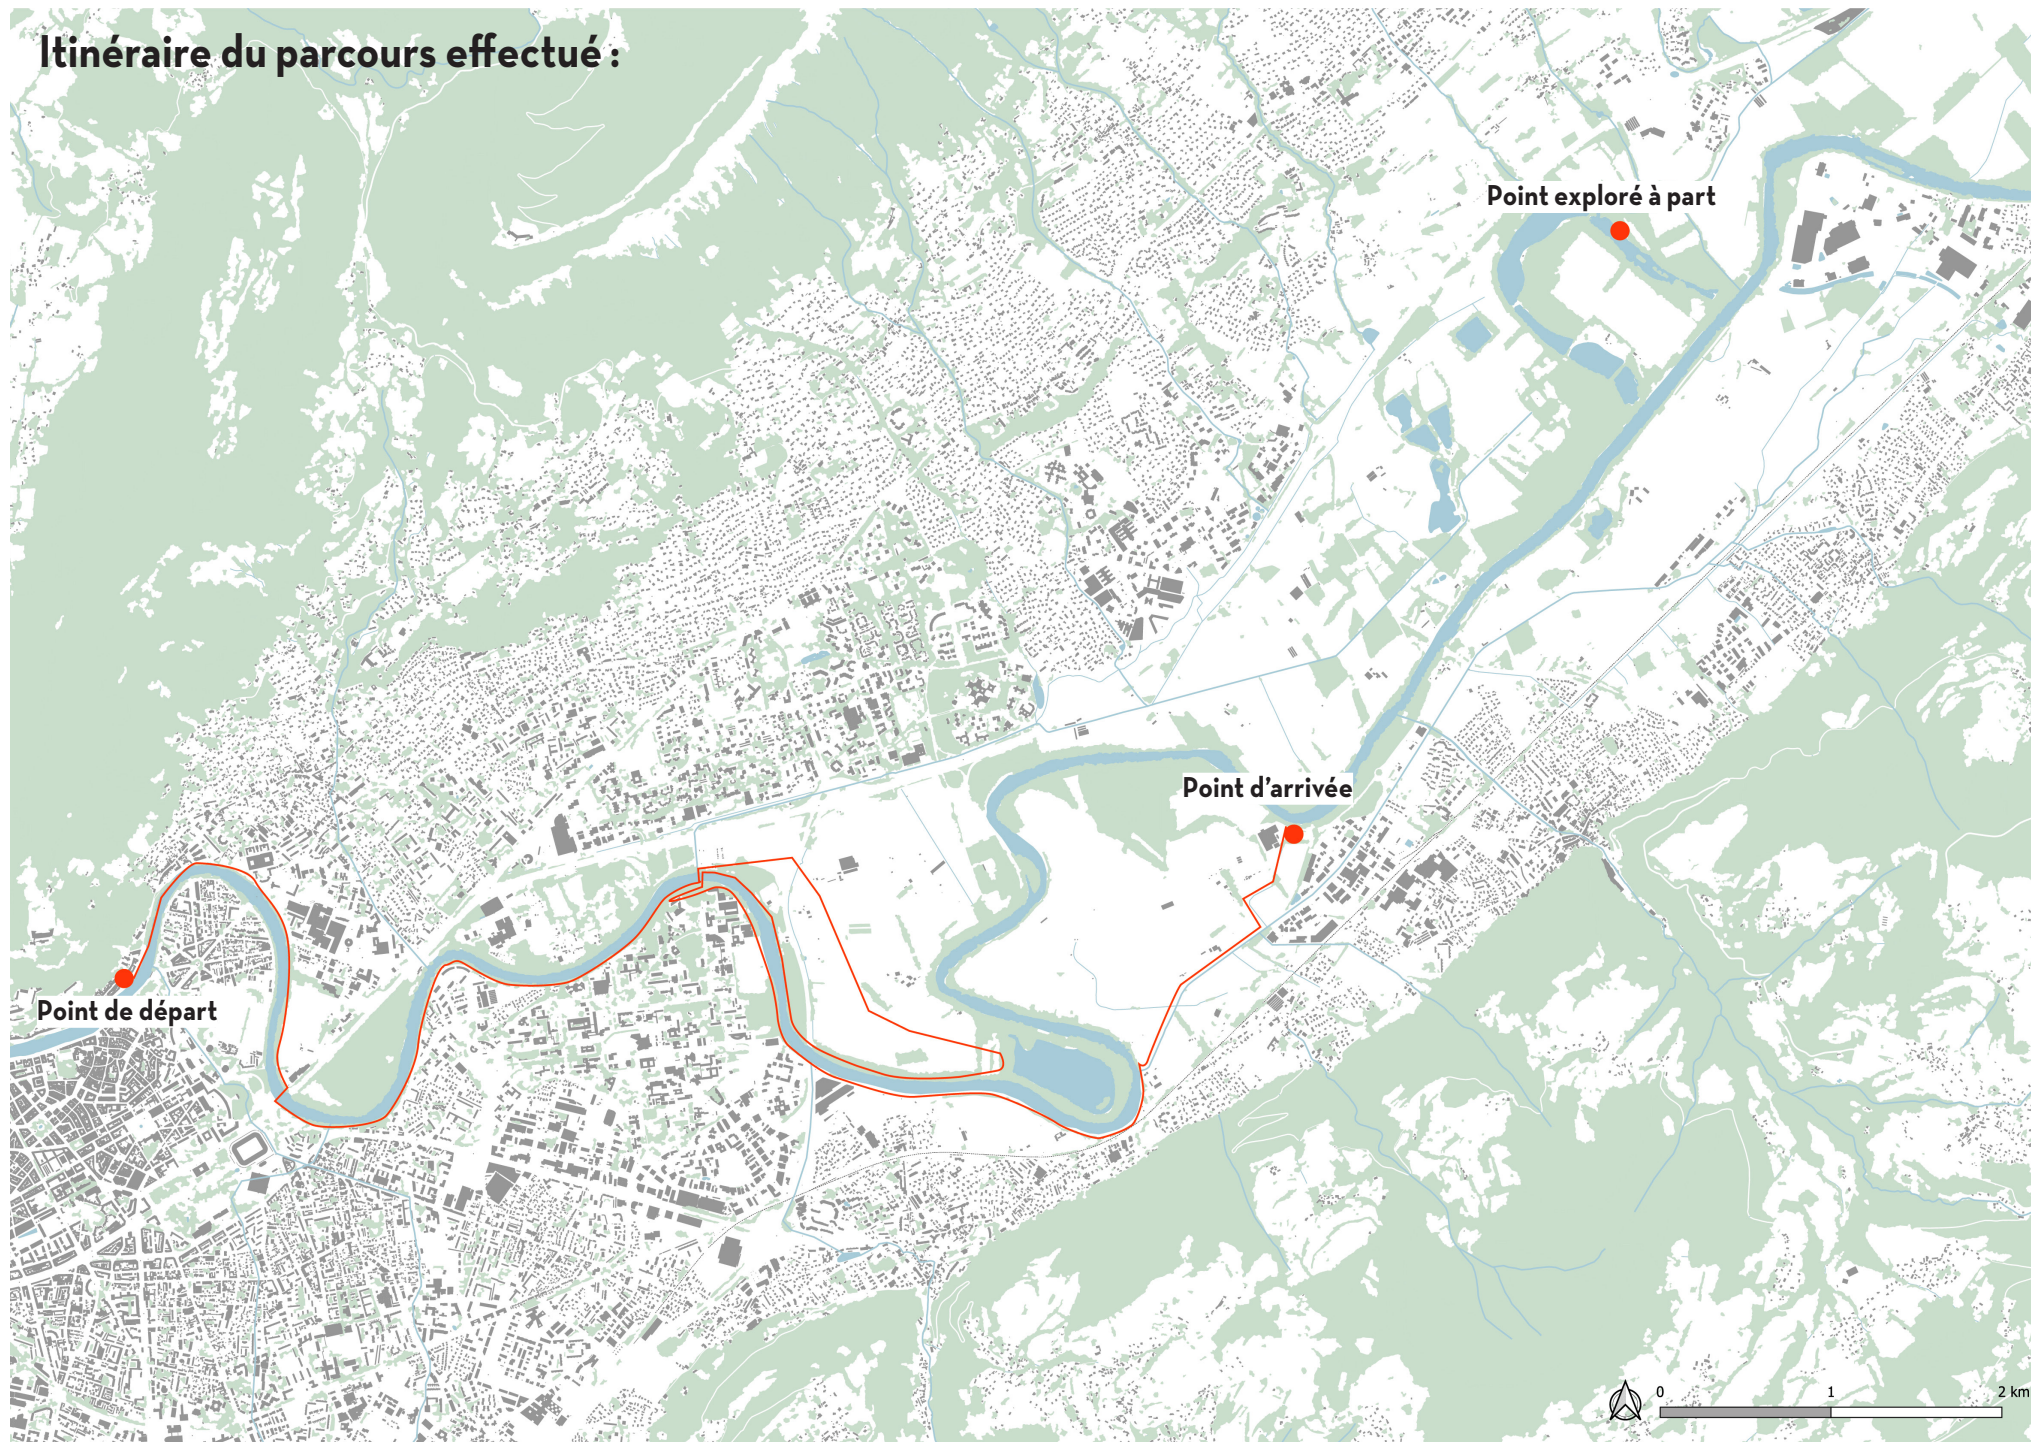 Itinéraire du parcours effectué :
Point exploré à part
Point d'arrivée
Point de départ
0 1 2 km